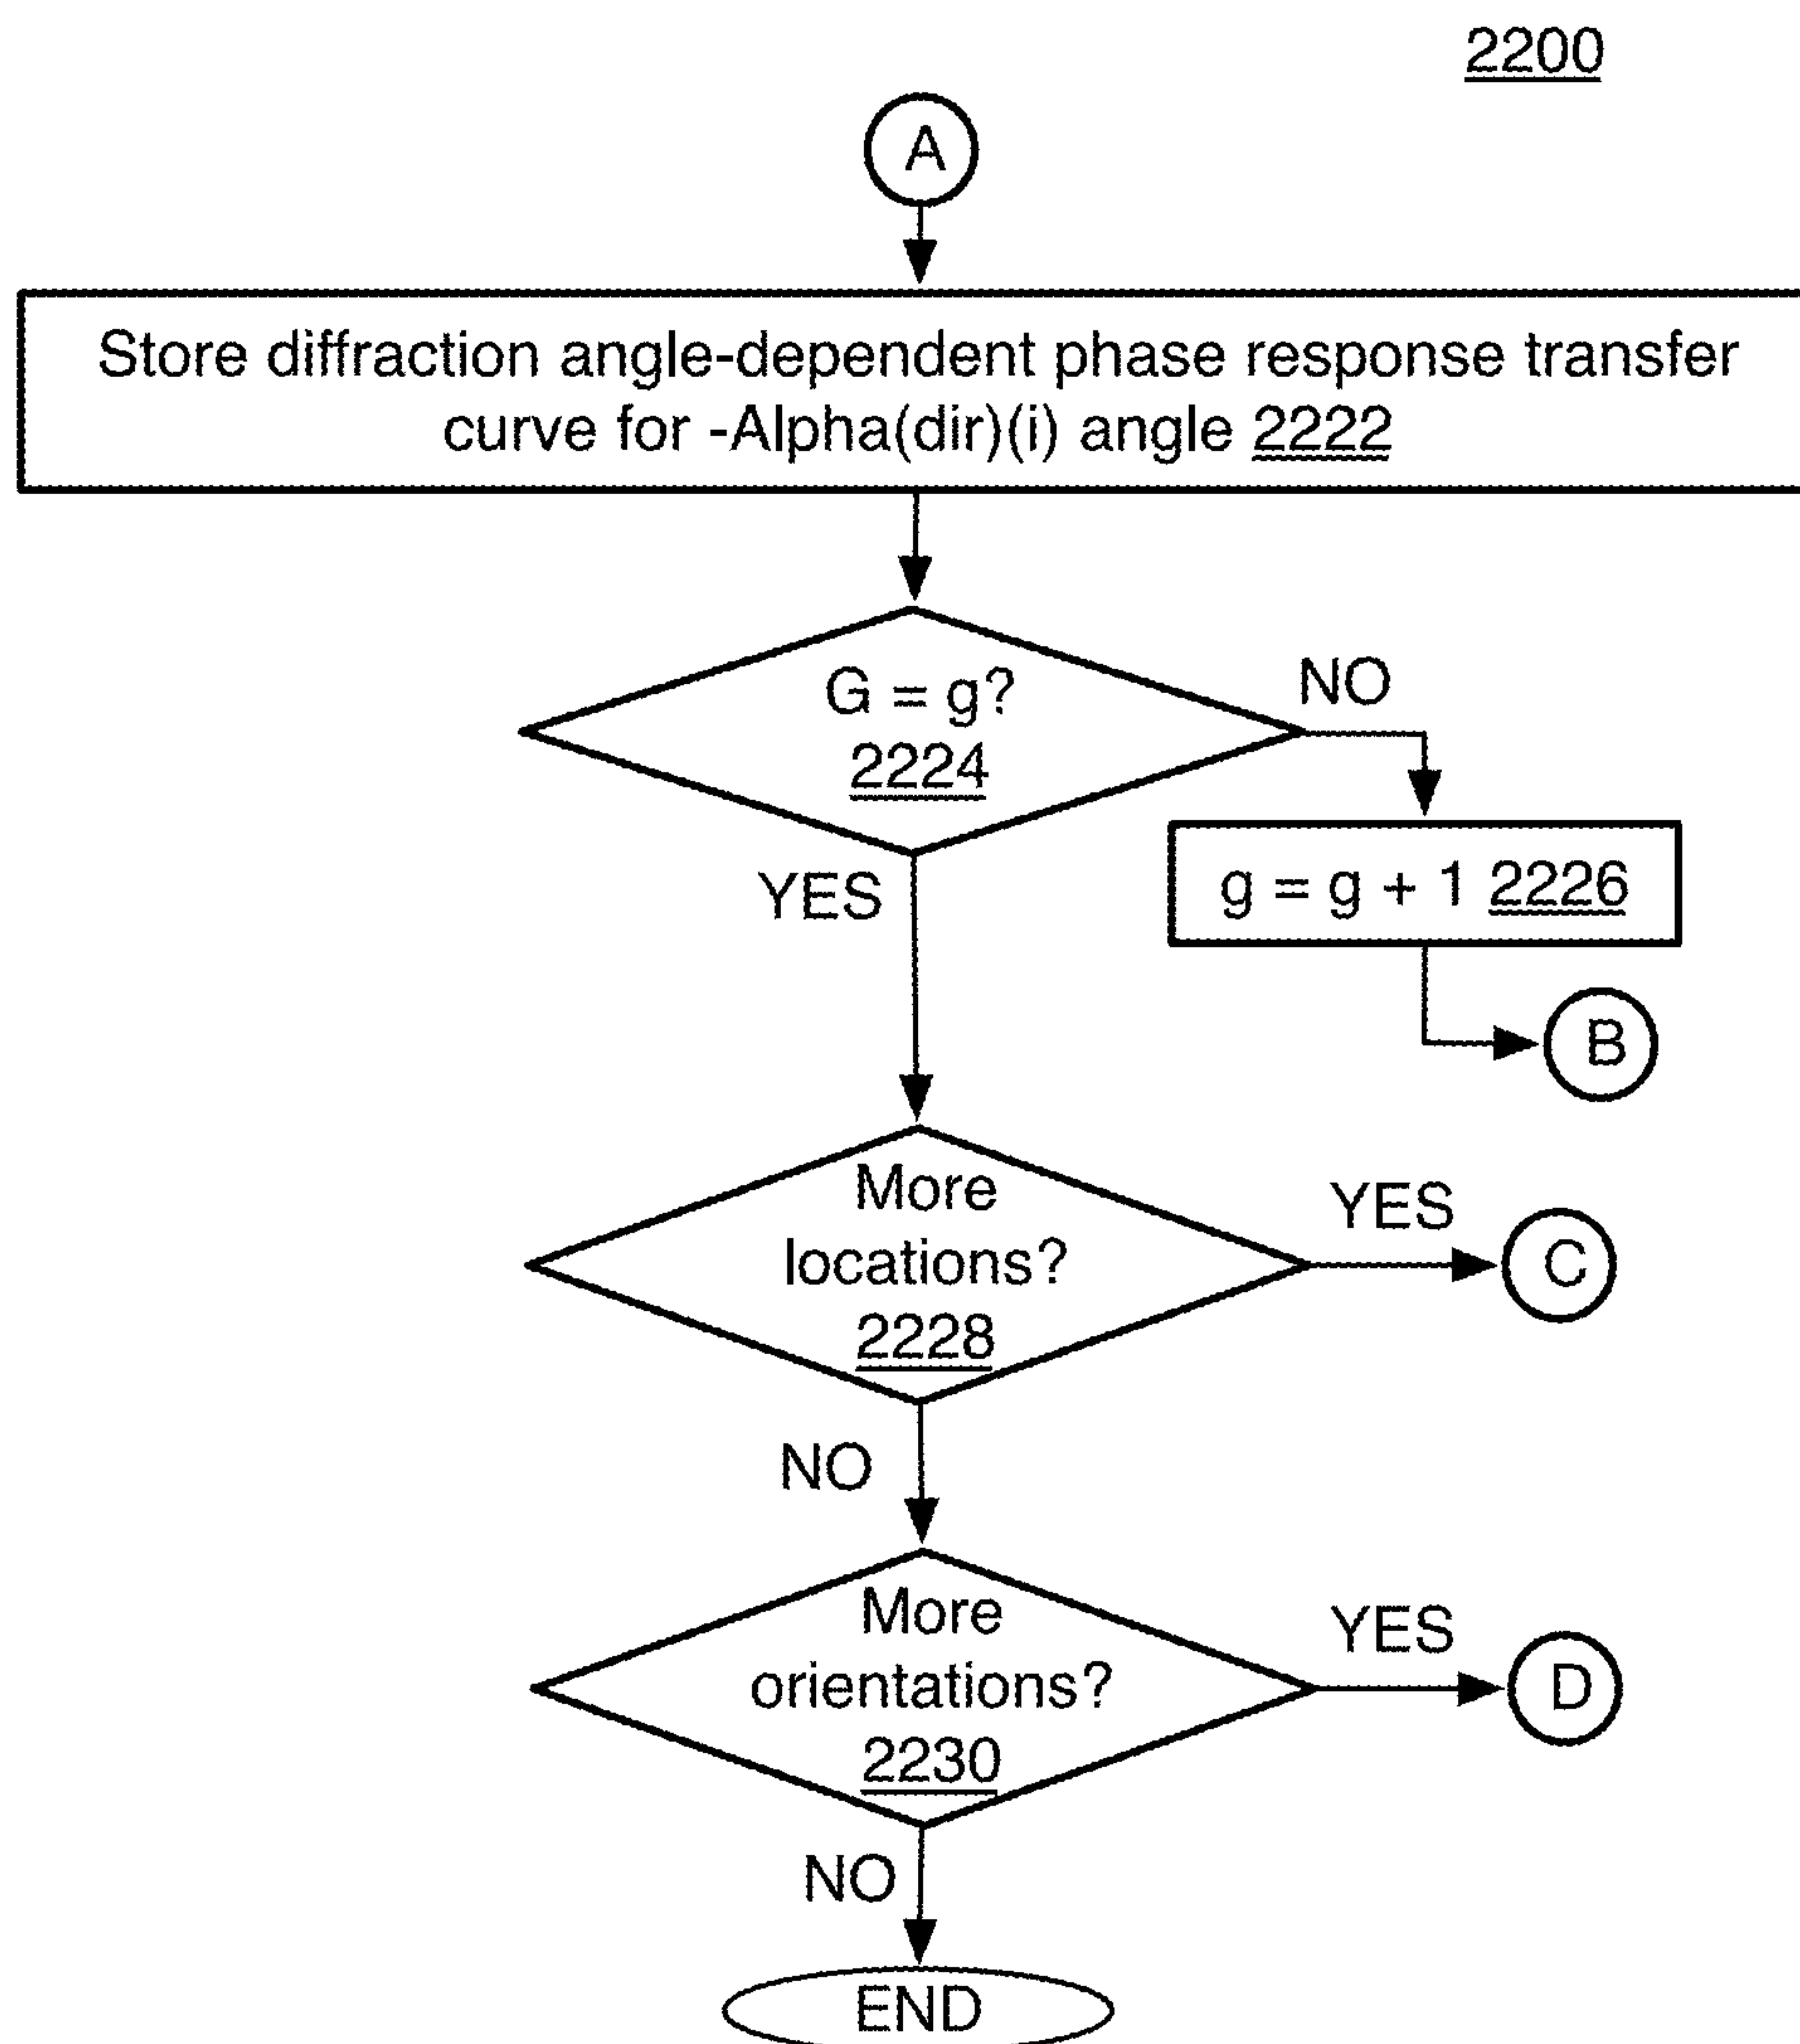 2200
A
Store diffraction angle-dependent phase response transfer
curve for -Alpha(dir)(i) angle 2222
G = g?
2224
NO
YES
g = g + 1 2226
B
More
locations?
2228
YES
C
NO
More
orientations?
2230
YES
D
NO
END